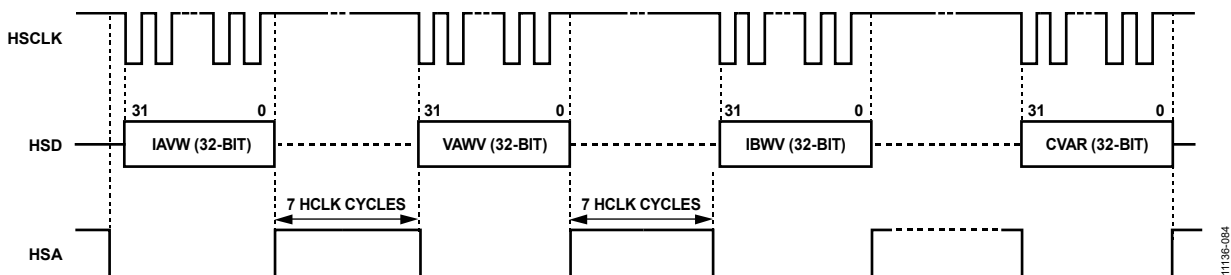 HSCLK
31 0 31 0 31 0 31 0
HSD IAVW (32-BIT) VAWV (32-BIT) IBWV (32-BIT) CVAR (32-BIT)
7 HCLK CYCLES 7 HCLK CYCLES
HSA
11136-084